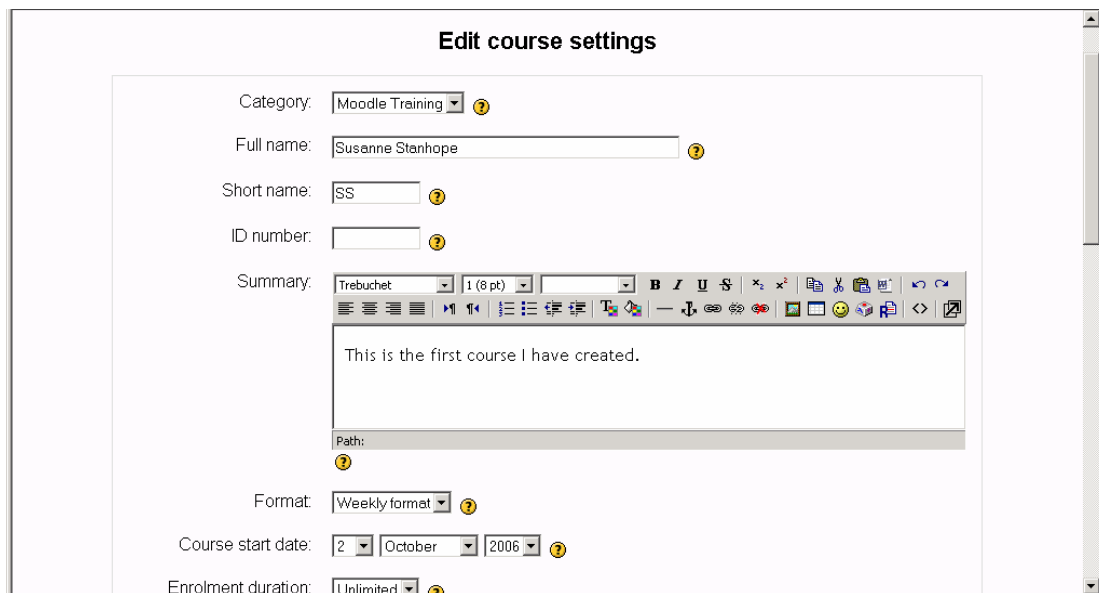 Edit course settings
Category: Moodle Training
Full name: Susanne Stanhope
Short name: SS
ID number:
Summary: Trebuchet 1 (8 pt) B I U S x₂ x²
This is the first course I have created.
Path:
Format: Weekly format
Course start date: 2 October 2006
Enrolment duration: Unlimited